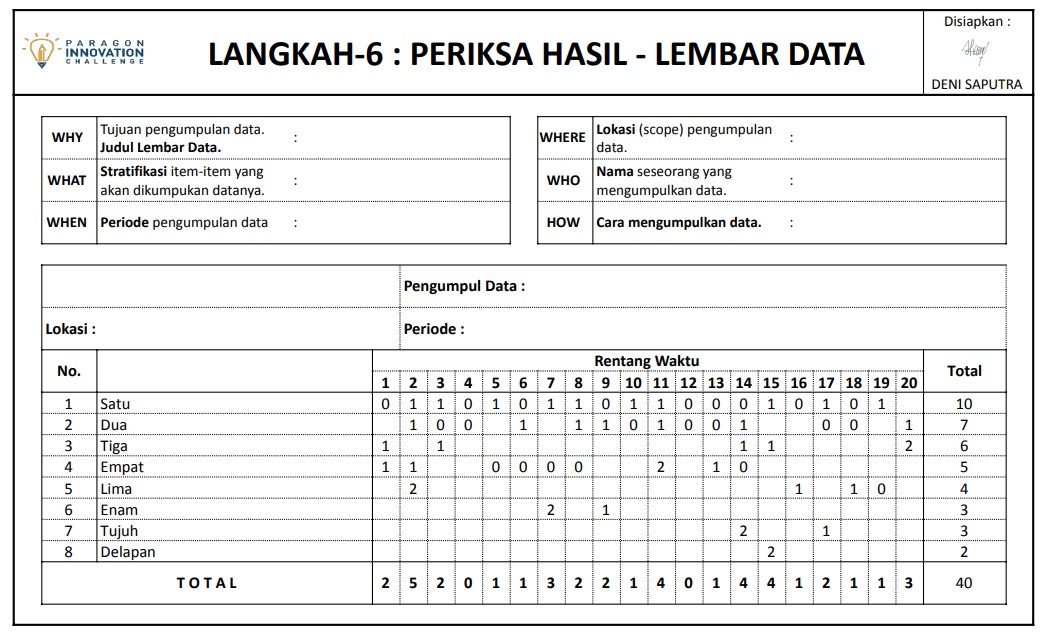 PARAGON
INNOVATION
CHALLENGE
LANGKAH-6 : PERIKSA HASIL - LEMBAR DATA
Disiapkan :
DENI SAPUTRA
WHY Tujuan pengumpulan data. :
Judul Lembar Data.
WHAT Stratifikasi item-item yang :
akan dikumpukan datanya.
WHEN Periode pengumpulan data :
WHERE Lokasi (scope) pengumpulan :
data.
WHO Nama seseorang yang :
mengumpulkan data.
HOW Cara mengumpulkan data. :
Pengumpul Data :
Lokasi : Periode :
No. Rentang Waktu Total
1 2 3 4 5 6 7 8 9 10 11 12 13 14 15 16 17 18 19 20
1 Satu 0 1 1 0 1 0 1 1 0 1 1 0 0 0 1 0 1 0 1 10
2 Dua 1 0 0 1 1 1 0 1 0 0 1 0 0 1 7
3 Tiga 1 1 1 1 2 6
4 Empat 1 1 0 0 0 0 2 1 0 5
5 Lima 2 1 1 0 4
6 Enam 2 1 3
7 Tujuh 2 1 3
8 Delapan 2 2
TOTAL 2 5 2 0 1 1 3 2 2 1 4 0 1 4 4 1 2 1 1 3 40